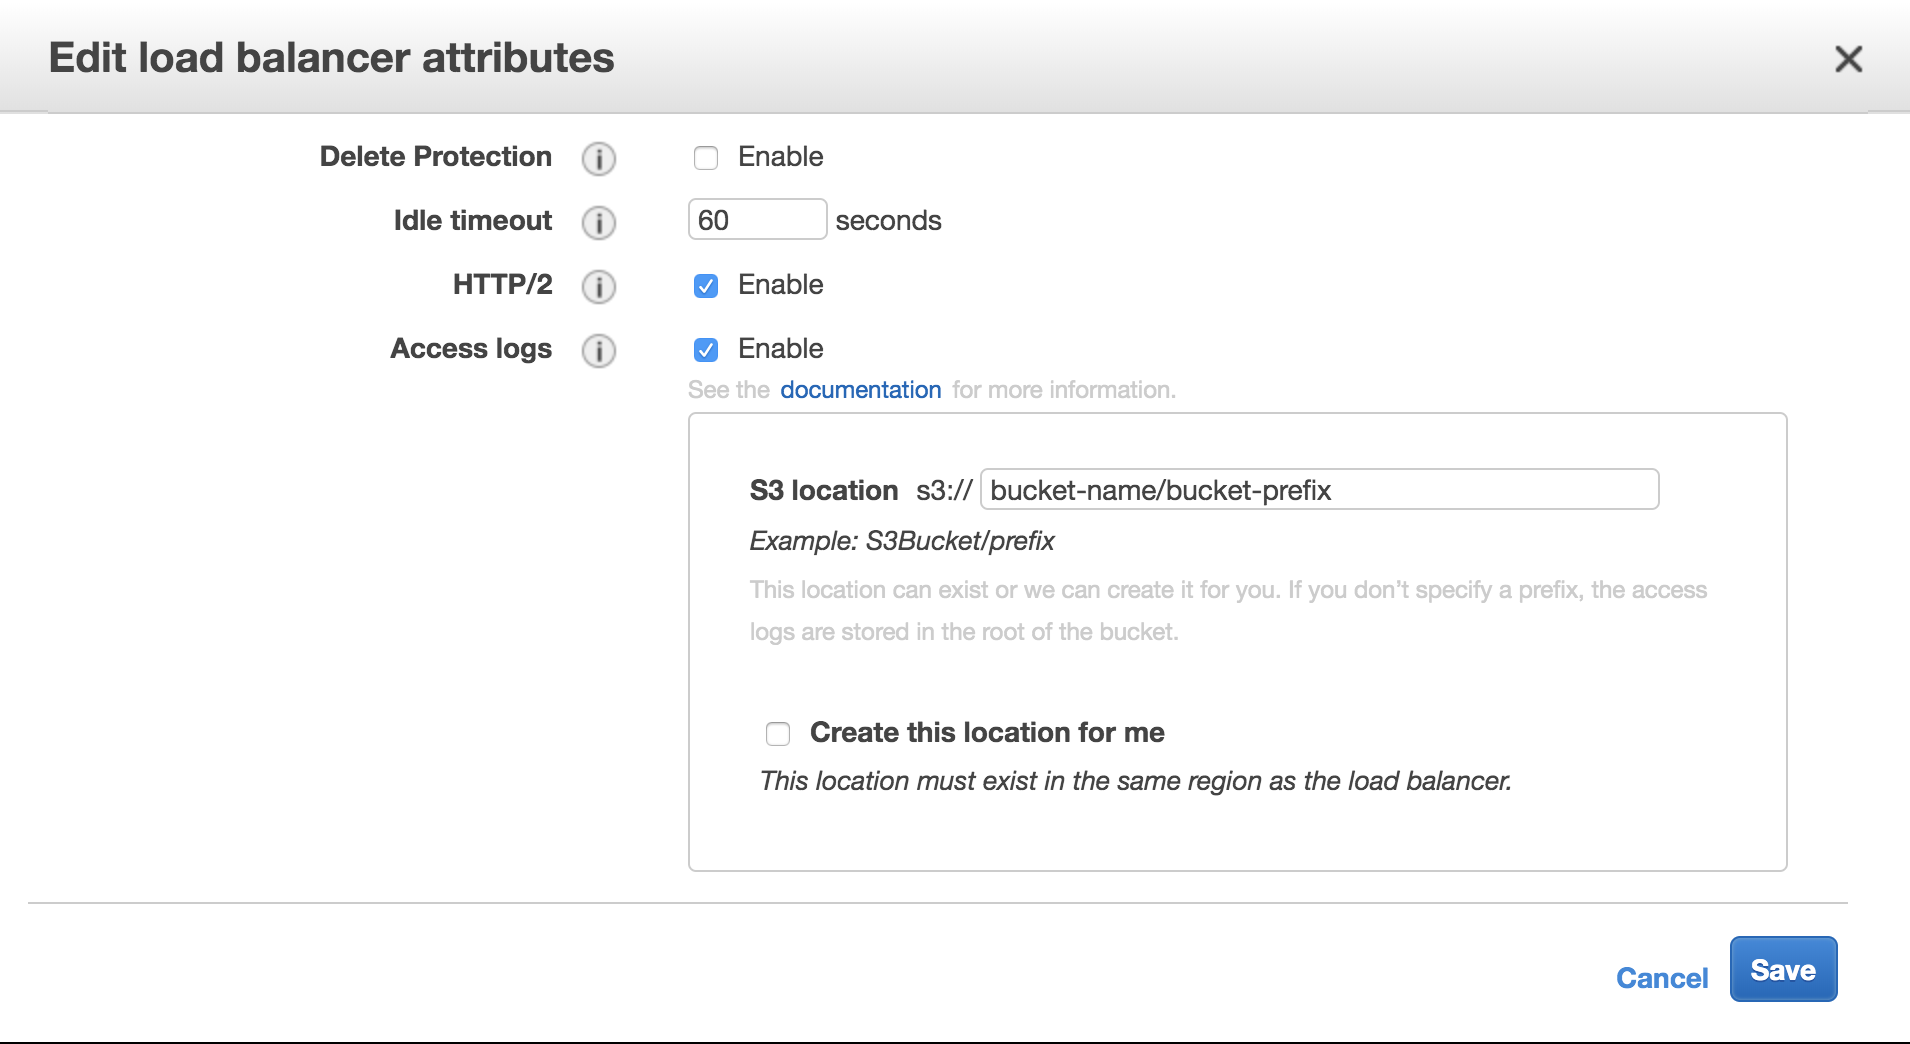 Edit load balancer attributes
Delete Protection Enable
Idle timeout 60 seconds
HTTP/2 Enable
Access logs Enable
See the documentation for more information.
S3 location s3:// bucket-name/bucket-prefix
Example: S3Bucket/prefix
This location can exist or we can create it for you. If you don’t specify a prefix, the access
logs are stored in the root of the bucket.
Create this location for me
This location must exist in the same region as the load balancer.
Cancel Save